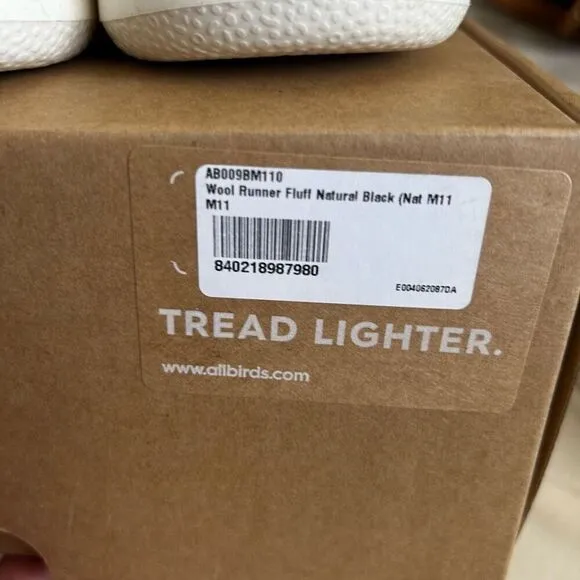 AB009BM110
Wool Runner Fluff Natural Black (Nat M11
M11
840218987980
E004062087DA
TREAD LIGHTER.
www.allbirds.com